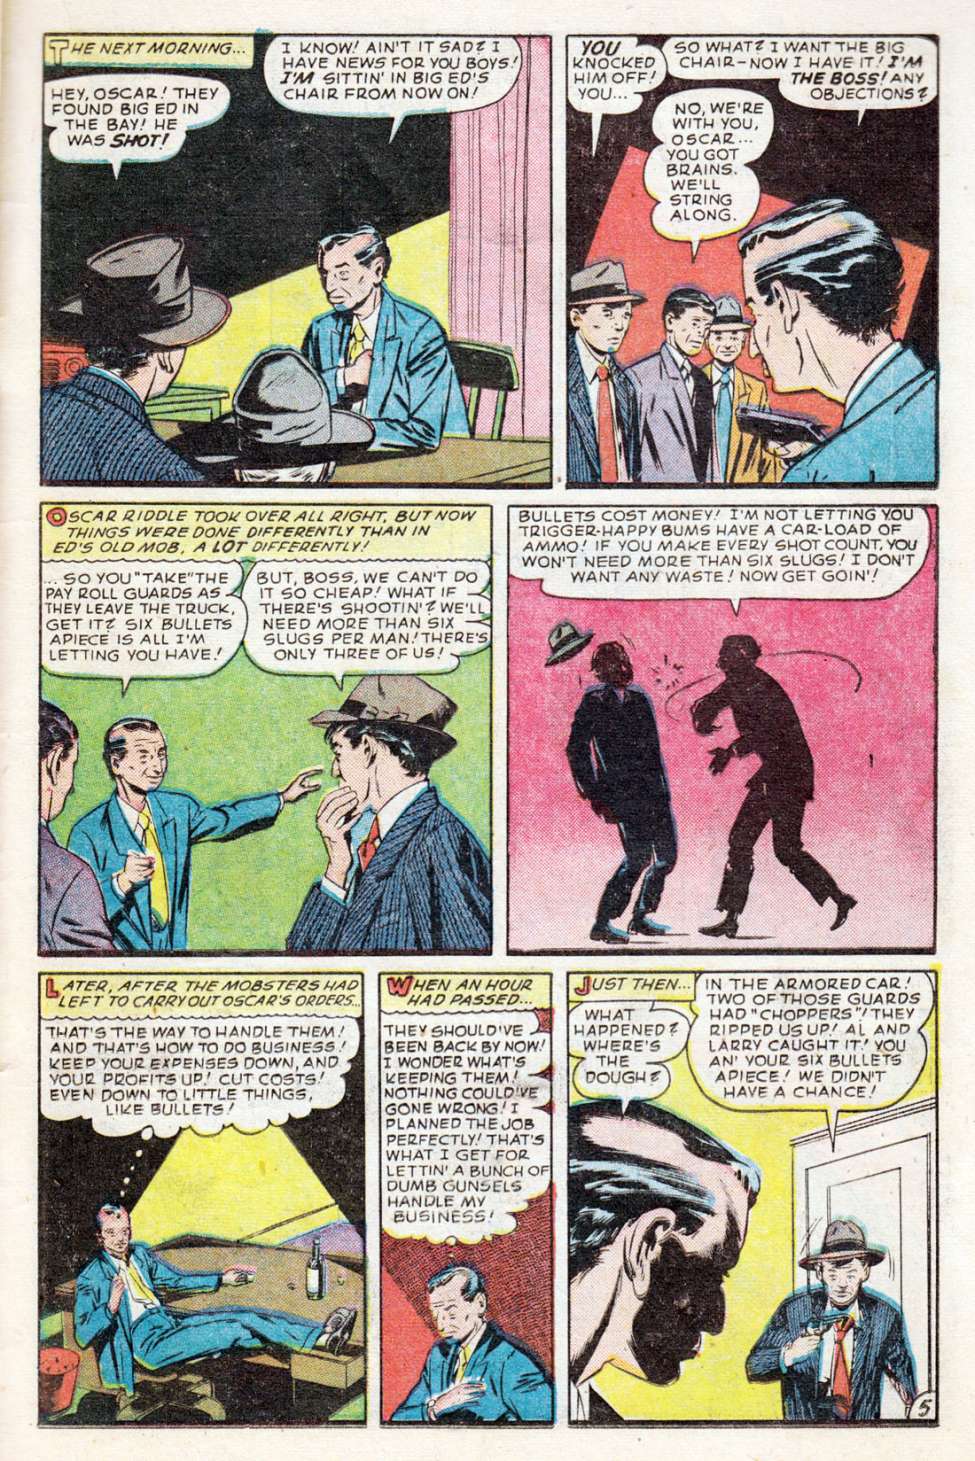 THE NEXT MORNING...
HEY, OSCAR! THEY
FOUND BIG ED IN
THE BAY! HE
WAS SHOT!
I KNOW! AIN'T IT SAD? I
HAVE NEWS FOR YOU BOYS!
I'M SITTIN' IN BIG ED'S
CHAIR FROM NOW ON!
YOU
KNOCKED
HIM OFF!
YOU...
SO WHAT? I WANT THE BIG
CHAIR-NOW I HAVE IT! I'M
THE BOSS! ANY
OBJECTIONS?
NO, WE'RE
WITH YOU,
OSCAR...
YOU GOT
BRAINS.
WE'LL
STRING
ALONG.
OSCAR RIDDLE TOOK OVER ALL RIGHT, BUT NOW
THINGS WERE DONE DIFFERENTLY THAN IN
ED'S OLD MOB, A LOT DIFFERENTLY!
...SO YOU "TAKE" THE
PAY ROLL GUARDS AS
THEY LEAVE THE TRUCK,
GET IT? SIX BULLETS
APIECE IS ALL I'M
LETTING YOU HAVE!
BUT, BOSS, WE CAN'T DO
IT SO CHEAP! WHAT IF
THERE'S SHOOTIN'? WE'LL
NEED MORE THAN SIX
SLUGS PER MAN! THERE'S
ONLY THREE OF US!
BULLETS COST MONEY! I'M NOT LETTING YOU
TRIGGER-HAPPY BUMS HAVE A CAR-LOAD OF
AMMO! IF YOU MAKE EVERY SHOT COUNT, YOU
WON'T NEED MORE THAN SIX SLUGS! I DON'T
WANT ANY WASTE! NOW GET GOIN'!
LATER, AFTER THE MOBSTERS HAD
LEFT TO CARRY OUT OSCAR'S ORDERS...
THAT'S THE WAY TO HANDLE THEM!
AND THAT'S HOW TO DO BUSINESS!
KEEP YOUR EXPENSES DOWN, AND
YOUR PROFITS UP! CUT COSTS!
EVEN DOWN TO LITTLE THINGS,
LIKE BULLETS!
WHEN AN HOUR
HAD PASSED...
THEY SHOULD'VE
BEEN BACK BY NOW!
I WONDER WHAT'S
KEEPING THEM!
NOTHING COULD'VE
GONE WRONG! I
PLANNED THE JOB
PERFECTLY! THAT'S
WHAT I GET FOR
LETTIN' A BUNCH OF
DUMB GUNSELS
HANDLE MY
BUSINESS!
JUST THEN...
WHAT
HAPPENED?
WHERE'S
THE
DOUGH?
IN THE ARMORED CAR!
TWO OF THOSE GUARDS
HAD "CHOPPERS"! THEY
RIPPED US UP! AL AND
LARRY CAUGHT IT! YOU
AN' YOUR SIX BULLETS
APIECE! WE DIDN'T
HAVE A CHANCE!
5